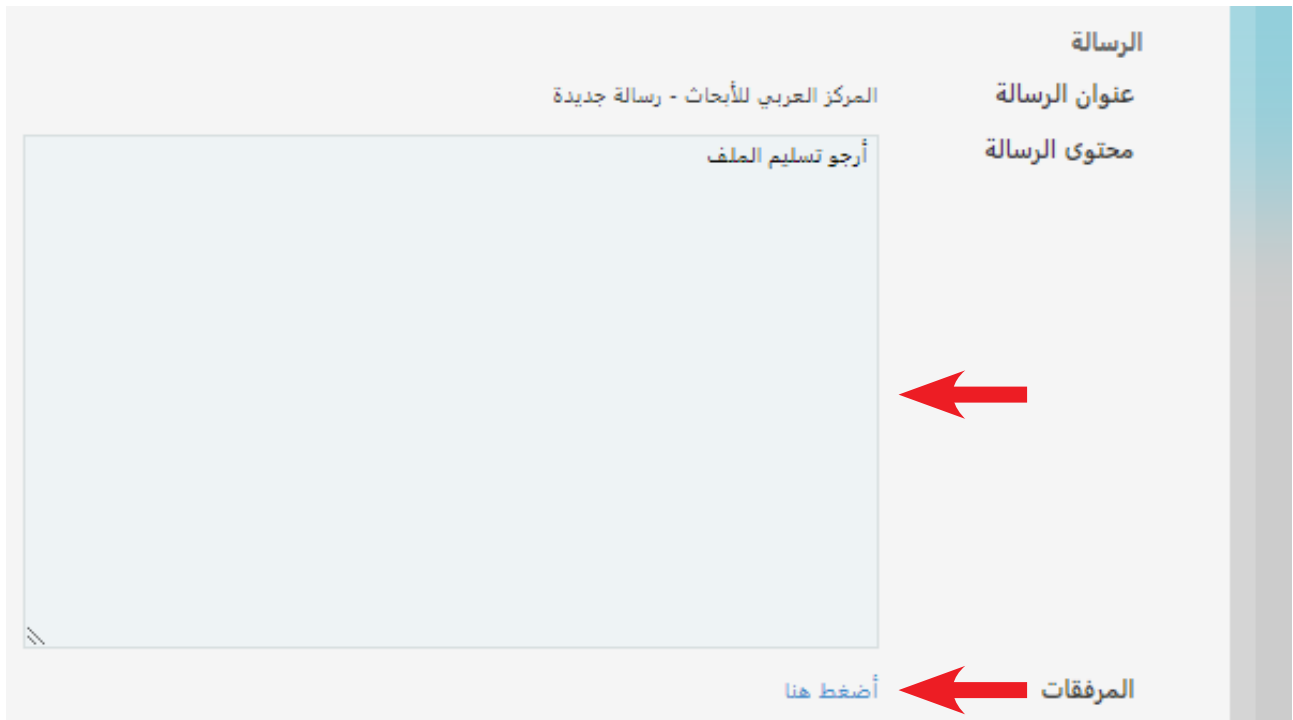 الرسالة
عنوان الرسالة المركز العربي للأبحاث - رسالة جديدة
محتوى الرسالة أرجو تسليم الملف
المرفقات أضغط هنا